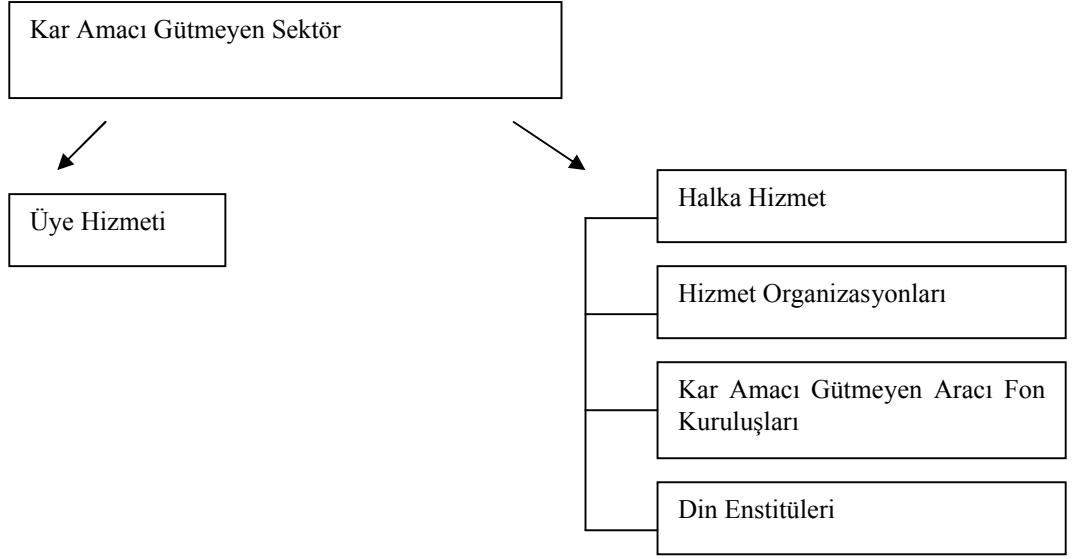 Kar Amacı Gütmeyen Sektör
Üye Hizmeti
Halka Hizmet
Hizmet Organizasyonları
Kar Amacı Gütmeyen Aracı Fon
Kuruluşları
Din Enstitüleri